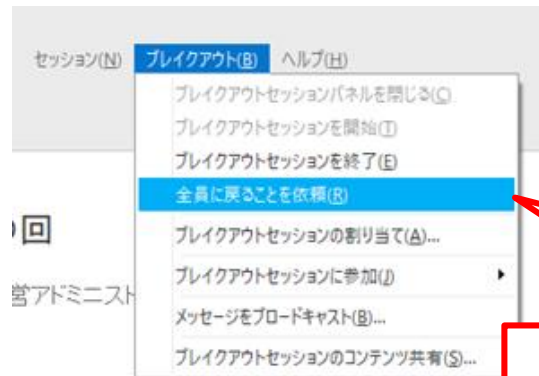 セッション(N) ブレイクアウト(B) ヘルプ(H)
ブレイクアウトセッションパネルを閉じる(C)
ブレイクアウトセッションを開始(T)
ブレイクアウトセッションを終了(E)
全員に戻ることを依頼(R)
回
ブレイクアウトセッションの割り当て(A)...
営アドミニスト
ブレイクアウトセッションに参加(J)
メッセージをブロードキャスト(B)...
ブレイクアウトセッションのコンテンツ共有(S)...